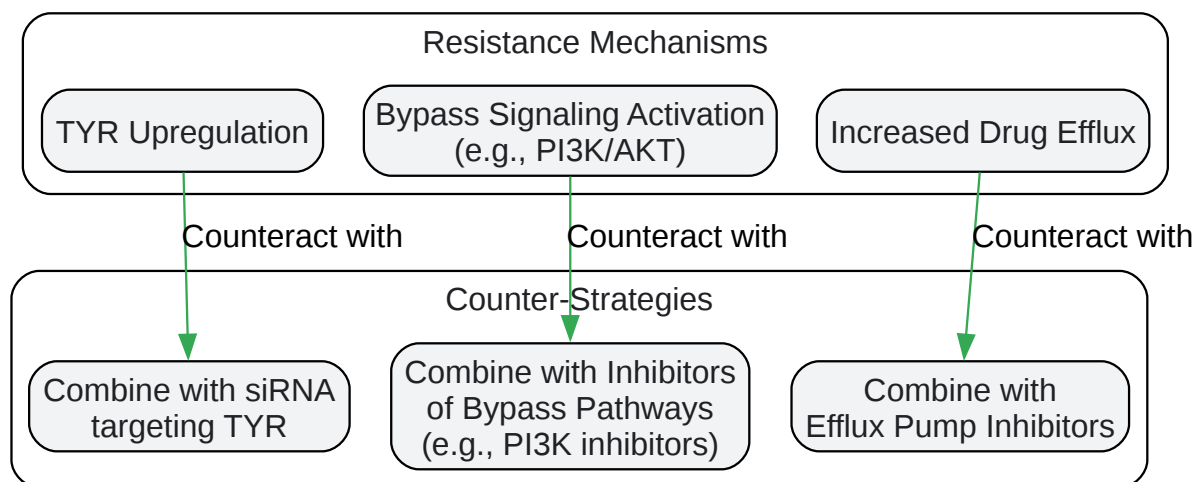 Resistance Mechanisms
TYR Upregulation
Bypass Signaling Activation
(e.g., PI3K/AKT)
Increased Drug Efflux
Counteract with
Counteract with
Counteract with
Counter-Strategies
Combine with siRNA
targeting TYR
Combine with Inhibitors
of Bypass Pathways
(e.g., PI3K inhibitors)
Combine with
Efflux Pump Inhibitors